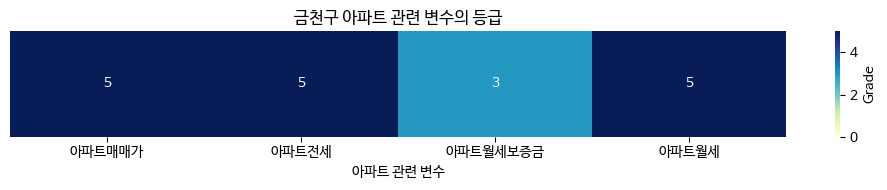 금천구 아파트 관련 변수의 등급
5 5 3 5
아파트매매가 아파트전세 아파트월세보증금 아파트월세
아파트 관련 변수
4
2
0
Grade